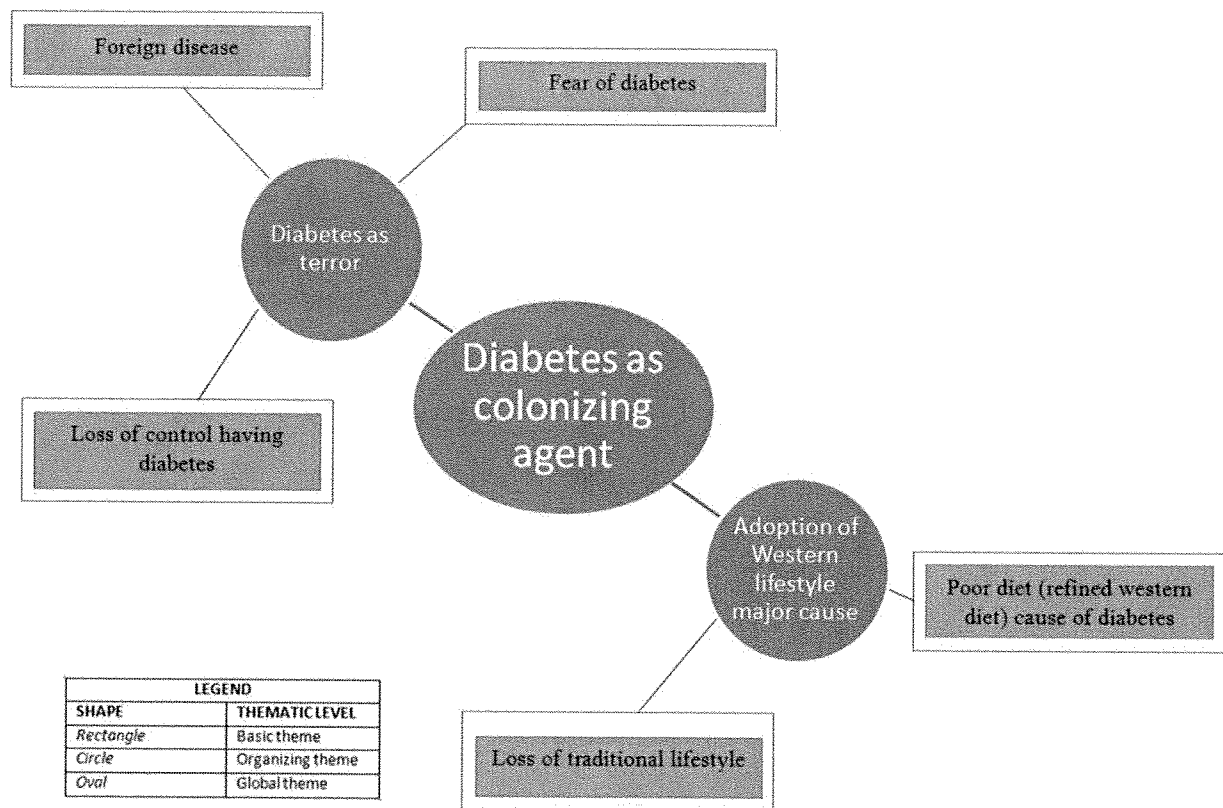 Foreign disease
Fear of diabetes
Diabetes as
terror
Loss of control having
diabetes
Diabetes as
colonizing
agent
Adoption of
Western
lifestyle
major cause
Poor diet (refined western
diet) cause of diabetes
Loss of traditional lifestyle
LEGEND
SHAPE THEMATIC LEVEL
Rectangle Basic theme
Circle Organizing theme
Oval Global theme